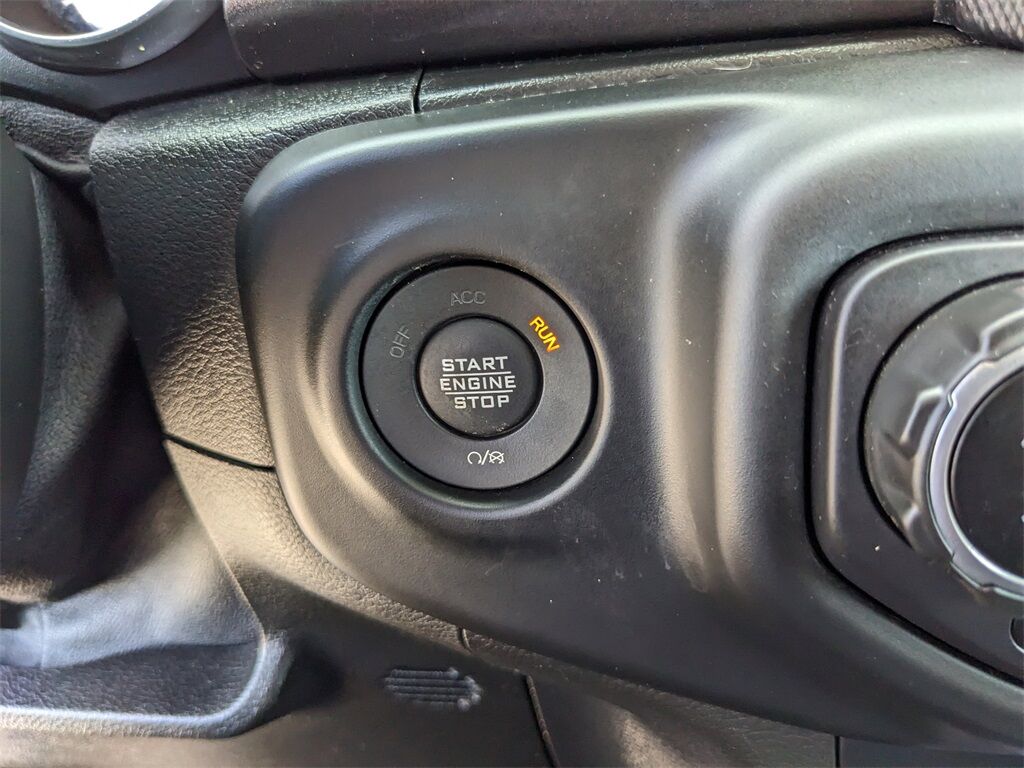 ACC
OFF
RUN
START
ENGINE
STOP